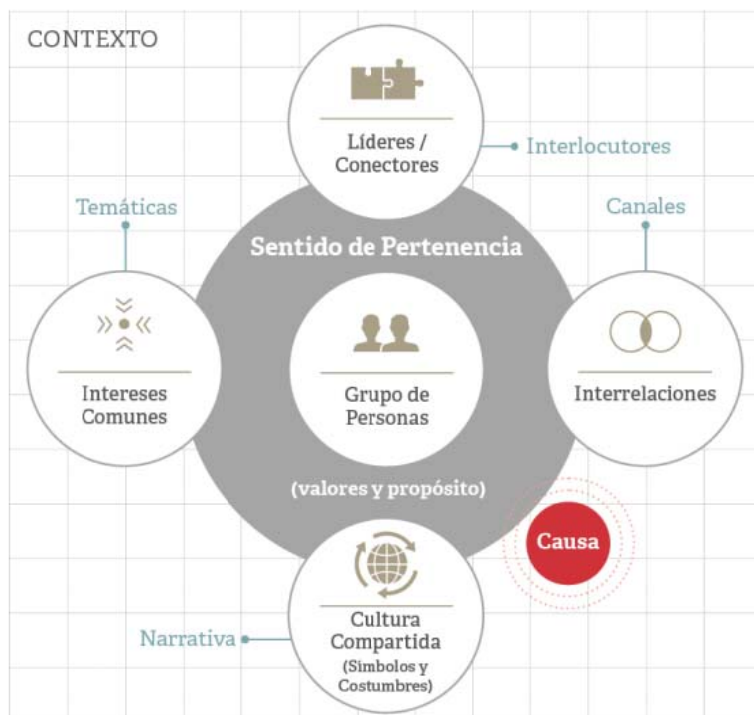 CONTEXTO
Líderes /
Conectores
Interlocutores
Temáticas
Canales
Sentido de Pertenencia
Intereses
Comunes
Grupo de
Personas
Interrelaciones
(valores y propósito)
Causa
Cultura
Compartida
(Símbolos y
Costumbres)
Narrativa